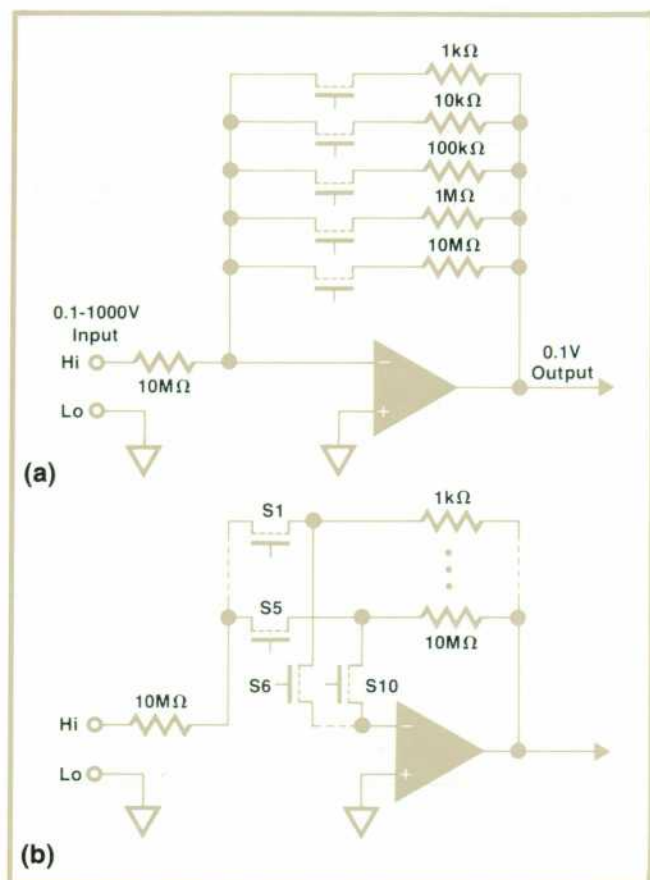 1kΩ
10kΩ
100kΩ
1MΩ
10MΩ
0.1-1000V
Input
Hi
10MΩ
Lo
−
+
0.1V
Output
(a)
S1
1kΩ
S5
10MΩ
S6
S10
10MΩ
Hi
Lo
−
+
(b)